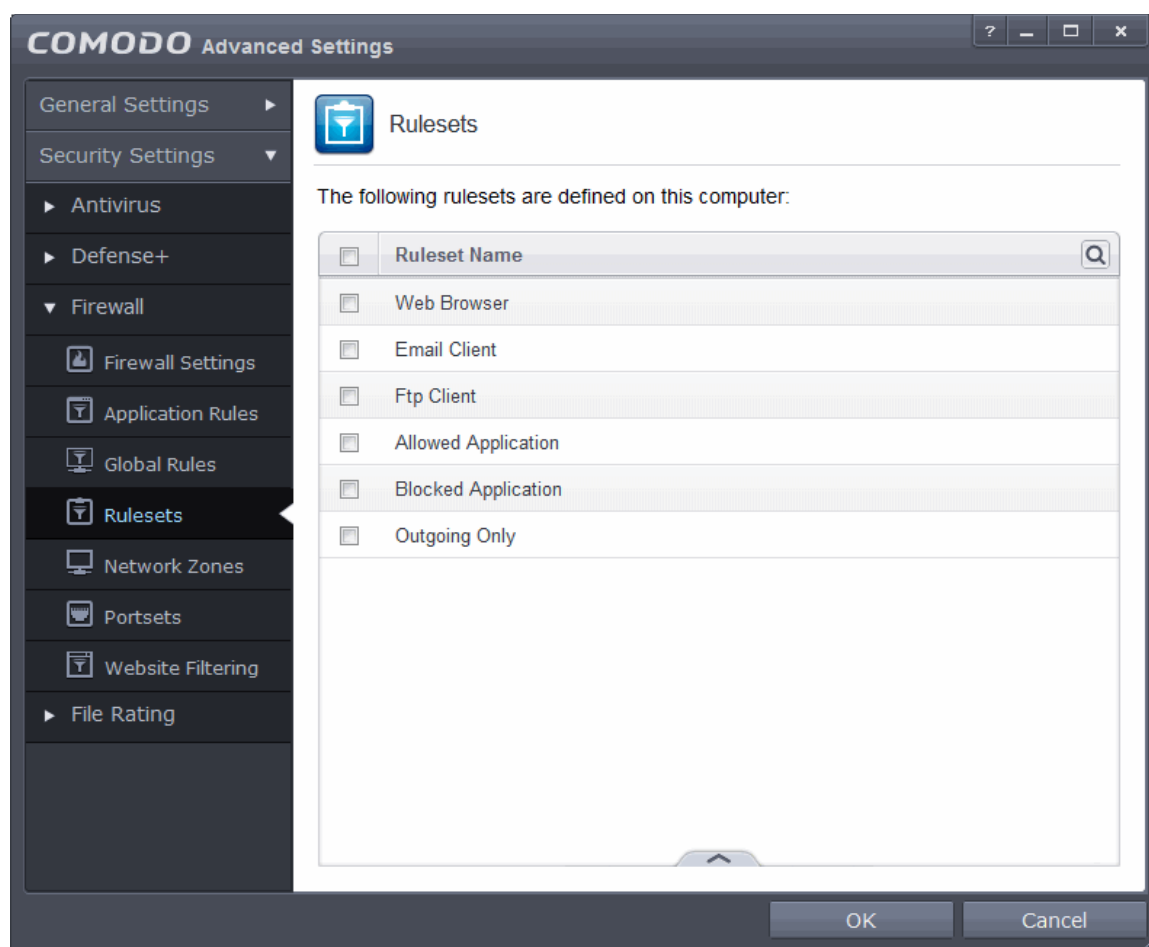 COMODO Advanced Settings
?
General Settings
Security Settings
Antivirus
Defense+
Firewall
Firewall Settings
Application Rules
Global Rules
Rulesets
Network Zones
Portsets
Website Filtering
File Rating
Rulesets
The following rulesets are defined on this computer:
Ruleset Name
Web Browser
Email Client
Ftp Client
Allowed Application
Blocked Application
Outgoing Only
OK
Cancel